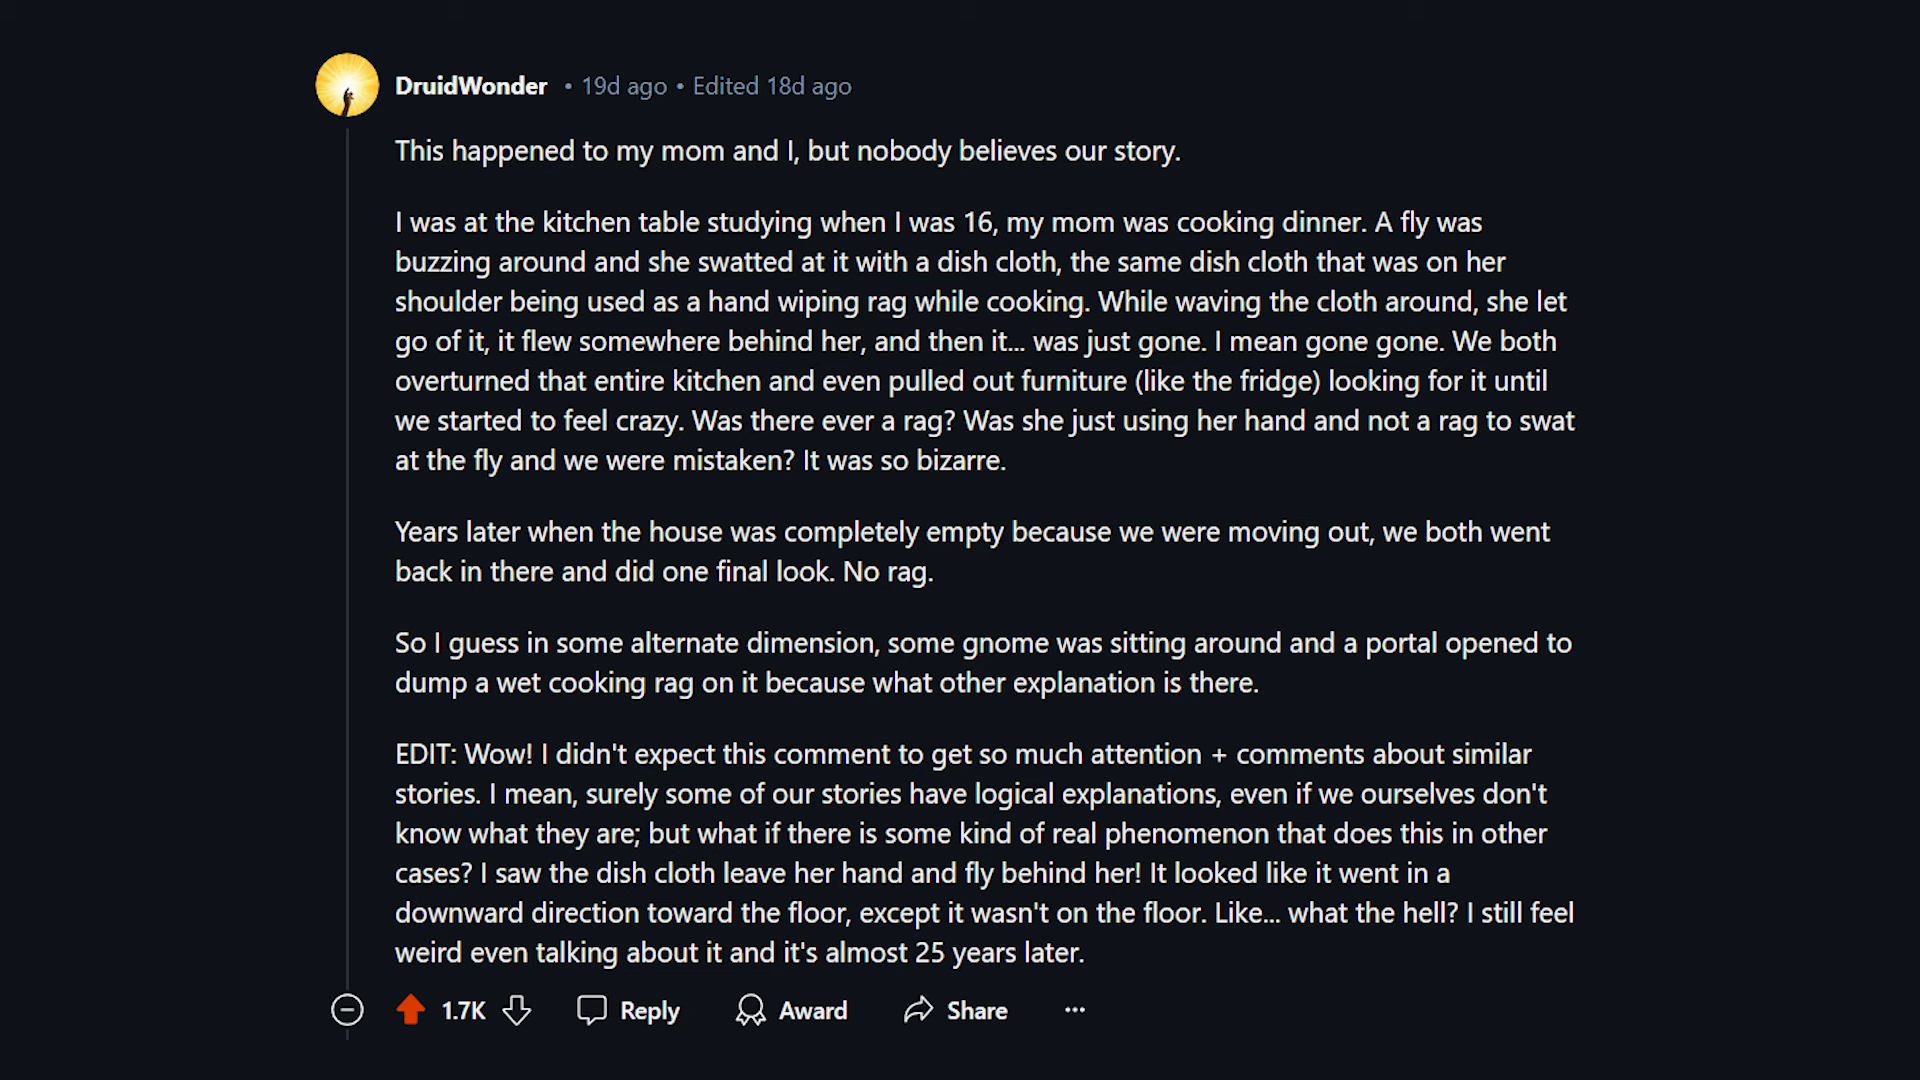 DruidWonder • 19d ago • Edited 18d ago
This happened to my mom and I, but nobody believes our story.
I was at the kitchen table studying when I was 16, my mom was cooking dinner. A fly was
buzzing around and she swatted at it with a dish cloth, the same dish cloth that was on her
shoulder being used as a hand wiping rag while cooking. While waving the cloth around, she let
go of it, it flew somewhere behind her, and then it... was just gone. I mean gone gone. We both
overturned that entire kitchen and even pulled out furniture (like the fridge) looking for it until
we started to feel crazy. Was there ever a rag? Was she just using her hand and not a rag to swat
at the fly and we were mistaken? It was so bizarre.
Years later when the house was completely empty because we were moving out, we both went
back in there and did one final look. No rag.
So I guess in some alternate dimension, some gnome was sitting around and a portal opened to
dump a wet cooking rag on it because what other explanation is there.
EDIT: Wow! I didn't expect this comment to get so much attention + comments about similar
stories. I mean, surely some of our stories have logical explanations, even if we ourselves don't
know what they are; but what if there is some kind of real phenomenon that does this in other
cases? I saw the dish cloth leave her hand and fly behind her! It looked like it went in a
downward direction toward the floor, except it wasn't on the floor. Like... what the hell? I still feel
weird even talking about it and it's almost 25 years later.
1.7K Reply Award Share ...